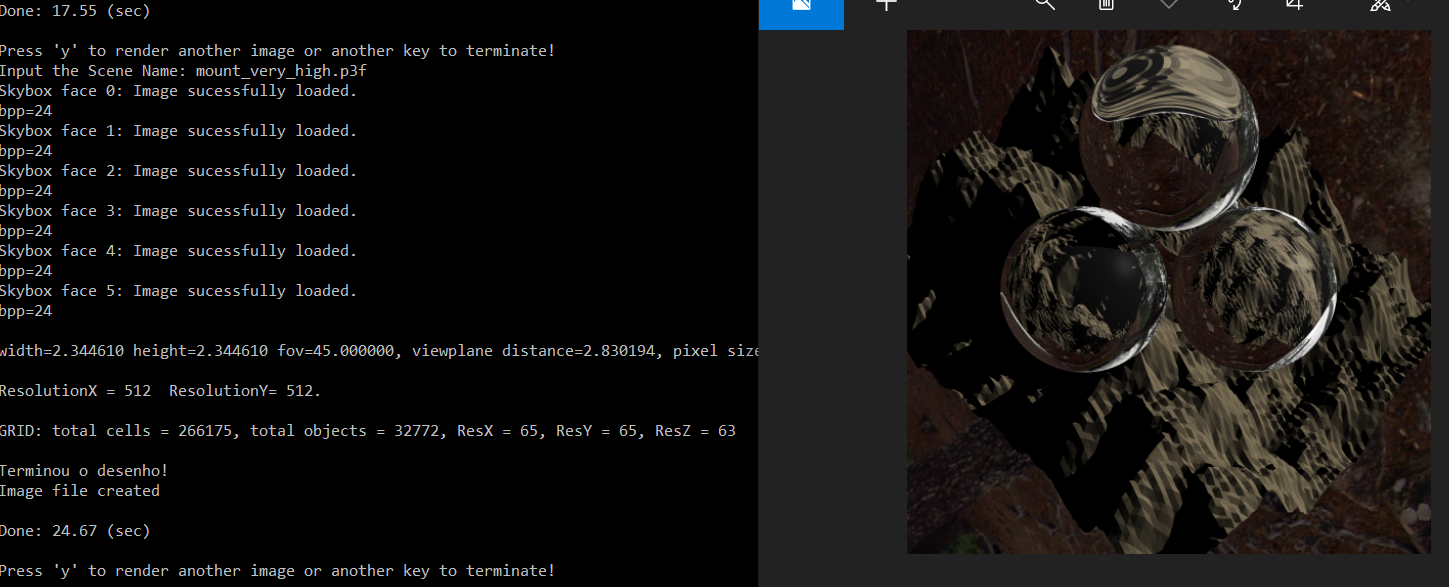 Done: 17.55 (sec)
Press 'y' to render another image or another key to terminate!
Input the Scene Name: mount_very_high.p3f
Skybox face 0: Image sucessfully loaded.
bpp=24
Skybox face 1: Image sucessfully loaded.
bpp=24
Skybox face 2: Image sucessfully loaded.
bpp=24
Skybox face 3: Image sucessfully loaded.
bpp=24
Skybox face 4: Image sucessfully loaded.
bpp=24
Skybox face 5: Image sucessfully loaded.
bpp=24
width=2.344610 height=2.344610 fov=45.000000, viewplane distance=2.830194, pixel size
ResolutionX = 512  ResolutionY= 512.
GRID: total cells = 266175, total objects = 32772, ResX = 65, ResY = 65, ResZ = 63
Terminou o desenho!
Image file created
Done: 24.67 (sec)
Press 'y' to render another image or another key to terminate!